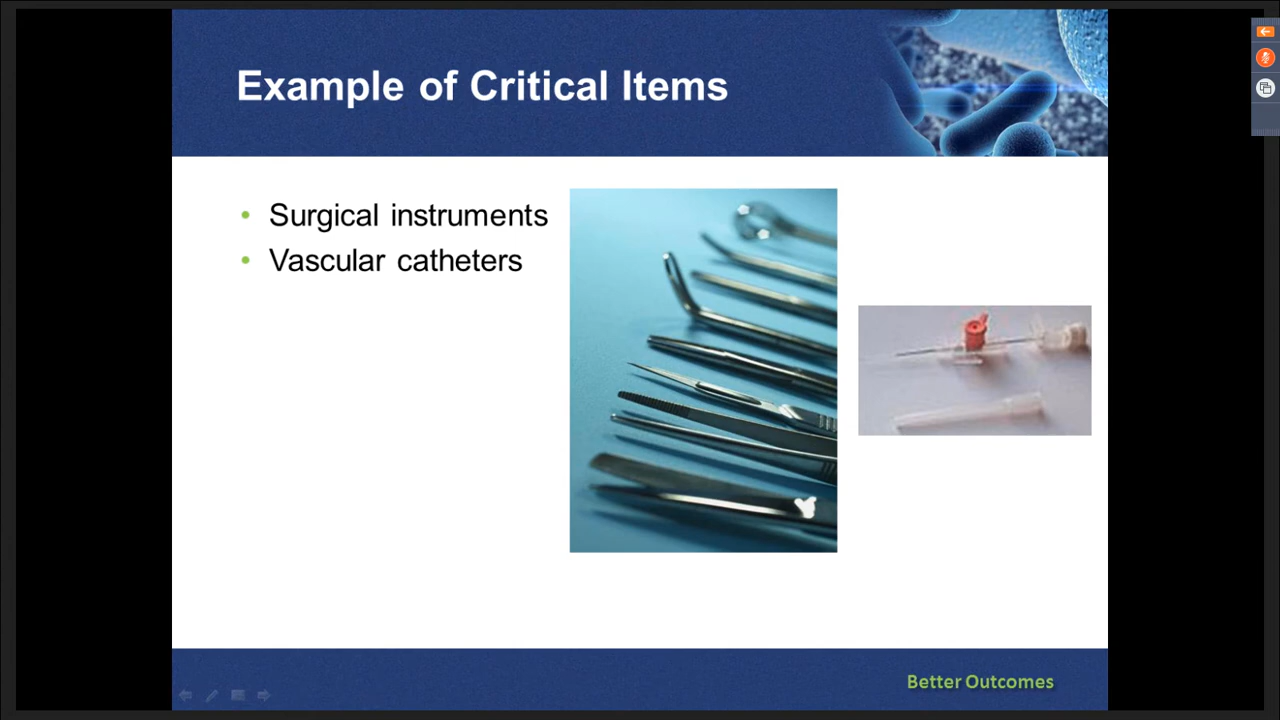 Example of Critical Items
• Surgical instruments
• Vascular catheters
Better Outcomes